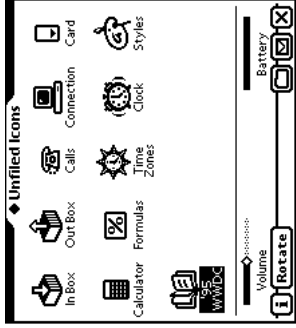 ◆ Unfiled Icons
In Box
Out Box
Calls
Connection
Card
Calculator
Formulas
Time
Zones
Clock
Styles
'95
WWDC
Volume
Battery
i
Rotate